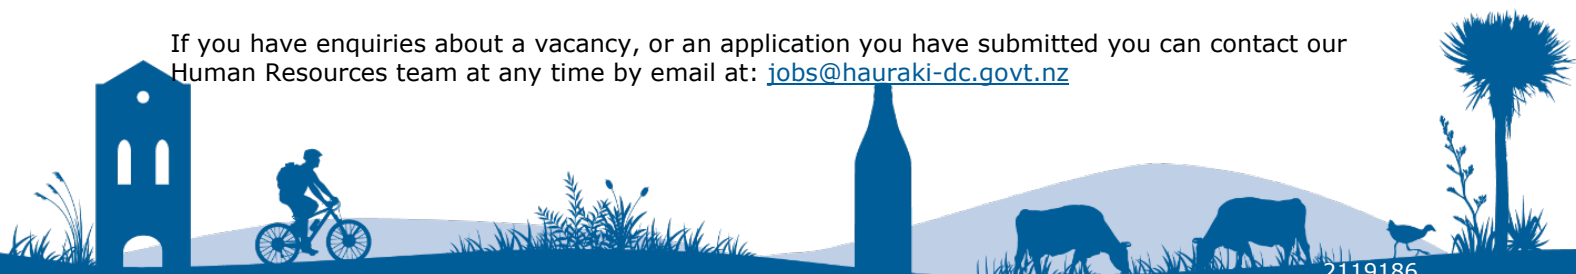 If you have enquiries about a vacancy, or an application you have submitted you can contact our
Human Resources team at any time by email at: jobs@hauraki-dc.govt.nz
2119186